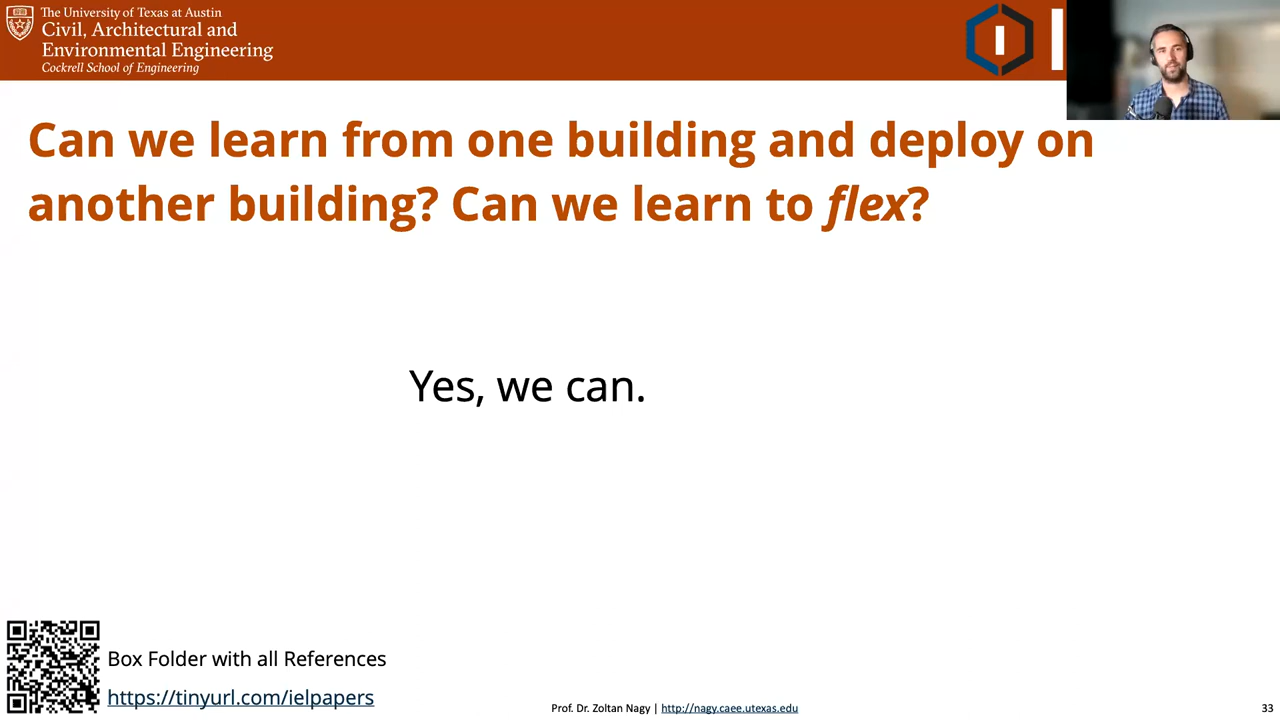 The University of Texas at Austin
Civil, Architectural and
Environmental Engineering
Cockrell School of Engineering
Can we learn from one building and deploy on
another building? Can we learn to flex?
Yes, we can.
Box Folder with all References
https://tinyurl.com/ielpapers
Prof. Dr. Zoltan Nagy | http://nagy.caee.utexas.edu
33